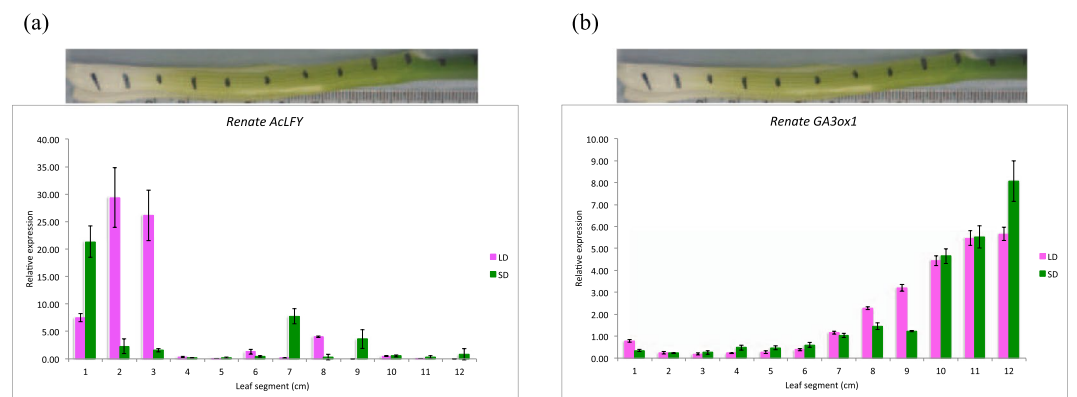 (a)
Renate AcLFY
40.00
35.00
30.00
25.00
20.00
15.00
10.00
5.00
0.00
Relative expression
1 2 3 4 5 6 7 8 9 10 11 12
Leaf segment (cm)
LD
SD
(b)
Renate GA3ox1
10.00
9.00
8.00
7.00
6.00
5.00
4.00
3.00
2.00
1.00
0.00
Relative expression
1 2 3 4 5 6 7 8 9 10 11 12
Leaf segment (cm)
LD
SD